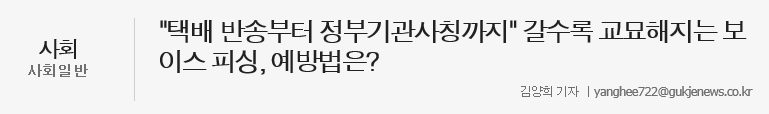 사회
사회일반
"택배 반송부터 정부기관사칭까지" 갈수록 교묘해지는 보
이스 피싱, 예방법은?
김양희 기자 | yanghee722@gukjenews.co.kr